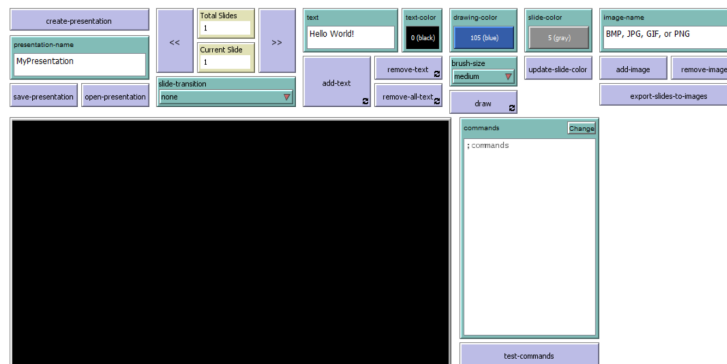 create-presentation
presentation-name
MyPresentation
save-presentation
open-presentation
<<
Total Slides
1
Current Slide
1
>>
slide-transition
none
text
Hello World!
text-color
0 (black)
add-text
remove-text
remove-all-text
drawing-color
105 (blue)
brush-size
medium
draw
slide-color
5 (gray)
update-slide-color
image-name
BMP, JPG, GIF, or PNG
add-image
remove-image
export-slides-to-images
commands
Change
;commands
test-commands